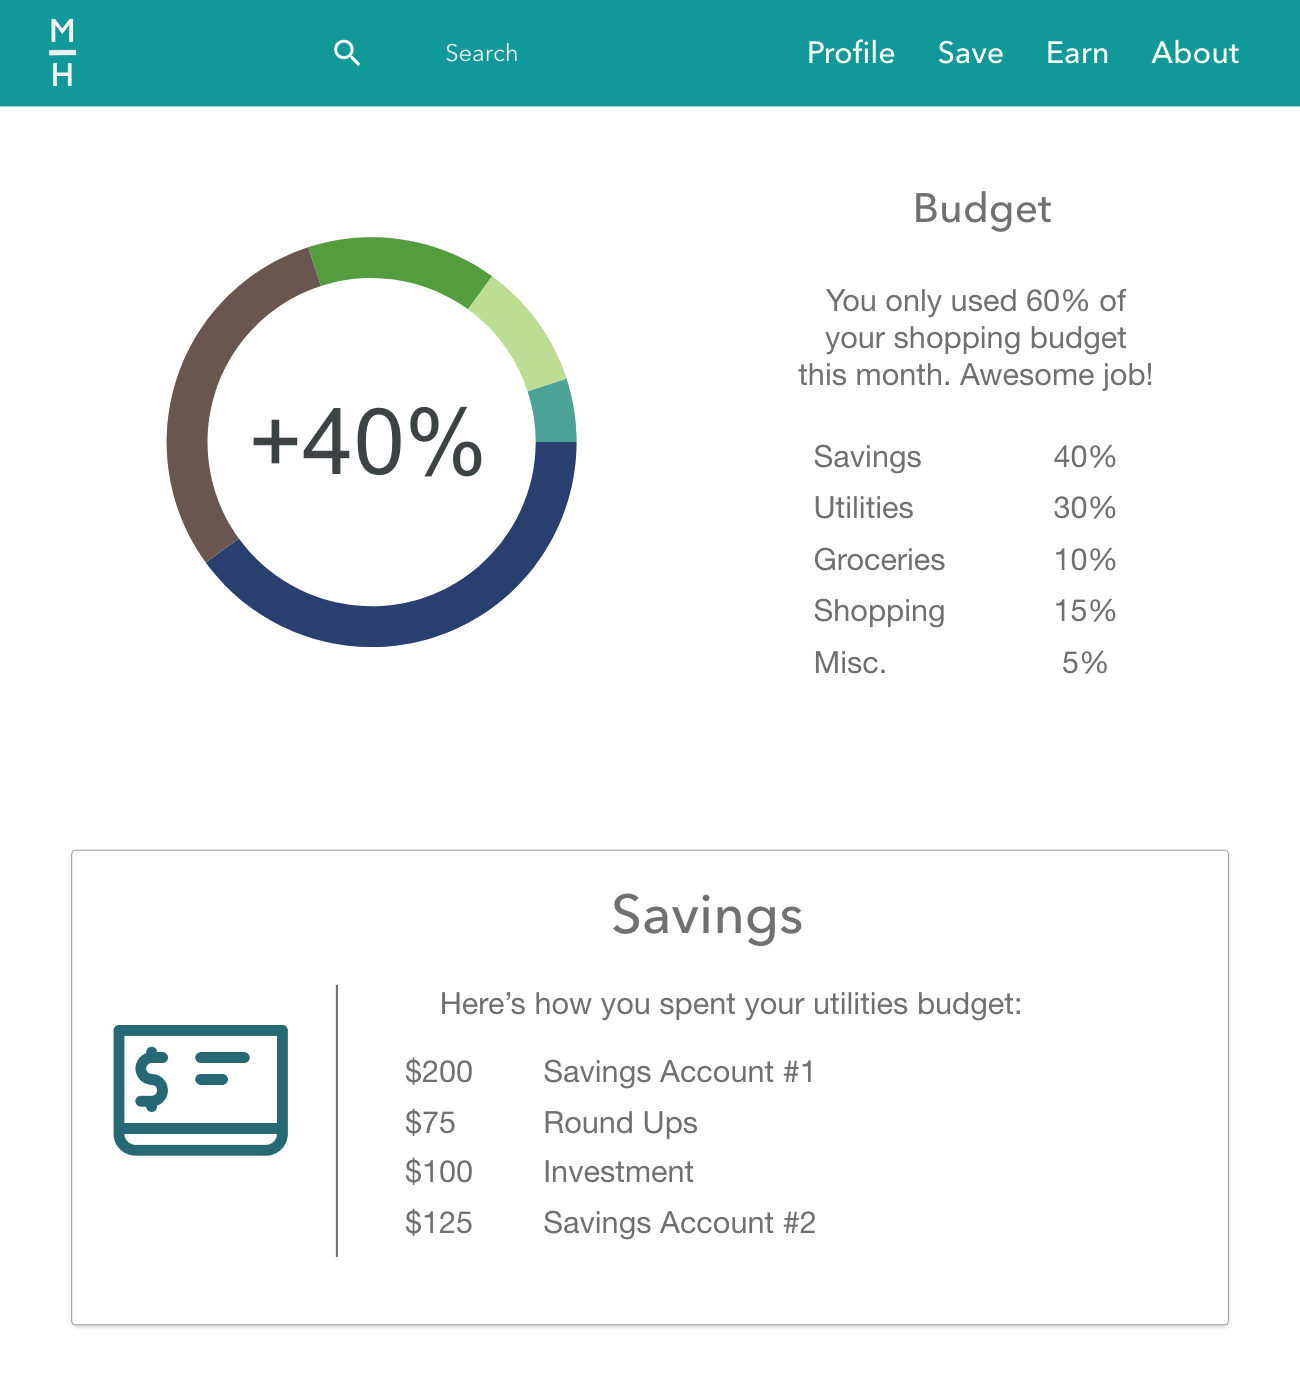 M
H
Search
Profile Save Earn About
+40%
Budget
You only used 60% of
your shopping budget
this month. Awesome job!
Savings 40%
Utilities 30%
Groceries 10%
Shopping 15%
Misc. 5%
Savings
Here’s how you spent your utilities budget:
$
$200 Savings Account #1
$75 Round Ups
$100 Investment
$125 Savings Account #2